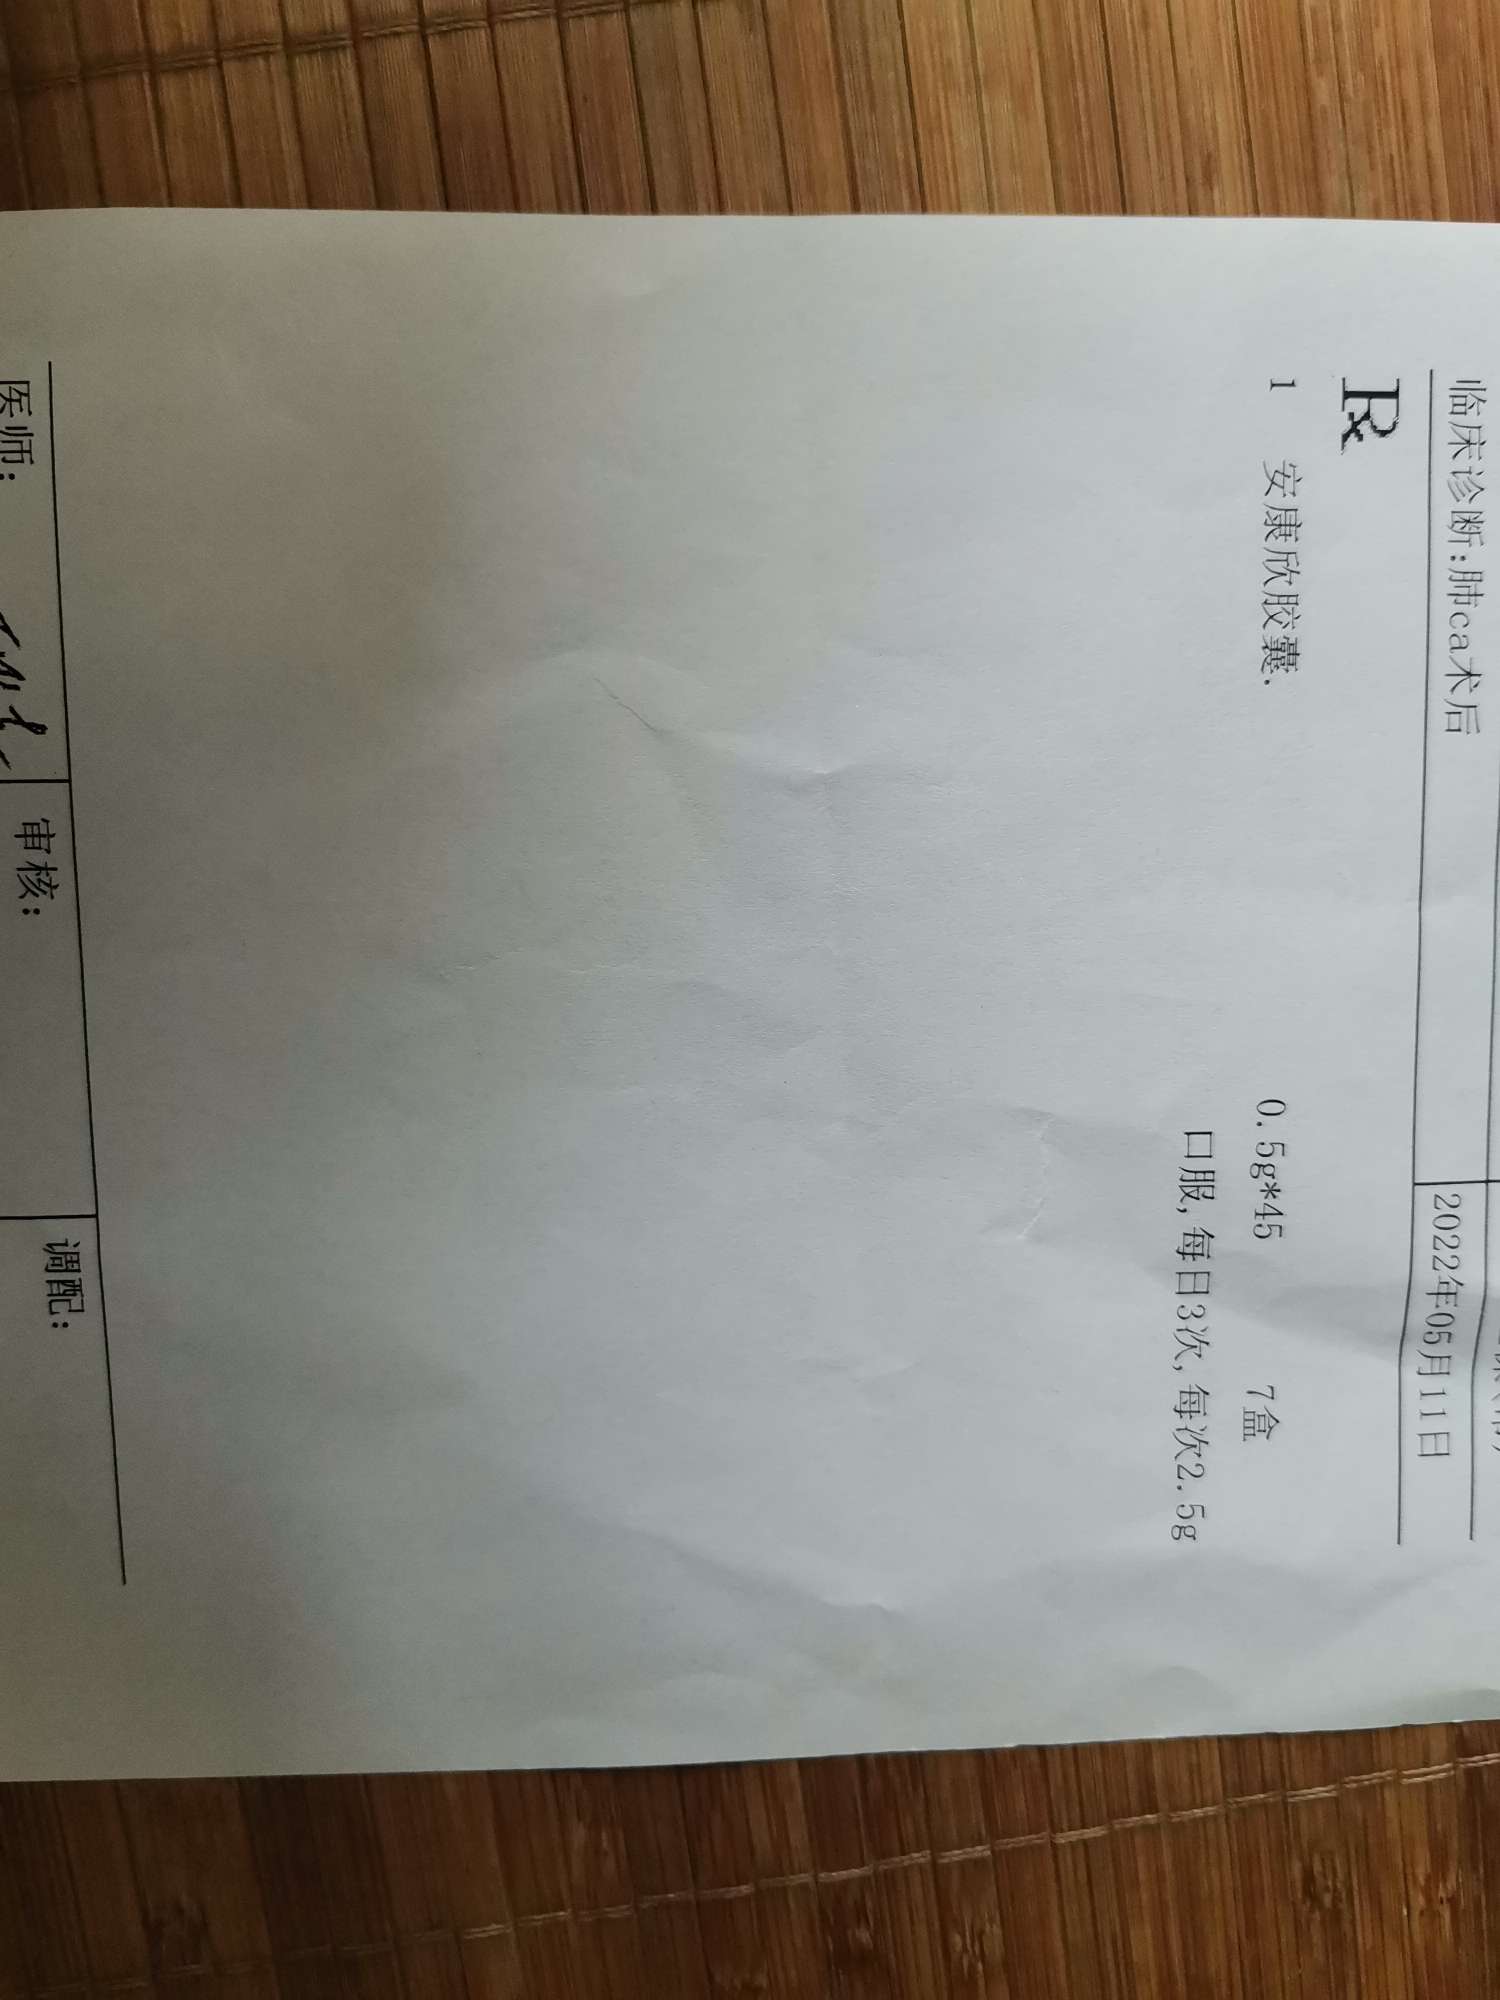 临床诊断:肺ca术后
2022年05月11日
Rx
1 安康欣胶囊. 0.5g*45 7盒
口服, 每日3次, 每次2.5g
医师: 审核: 调配: